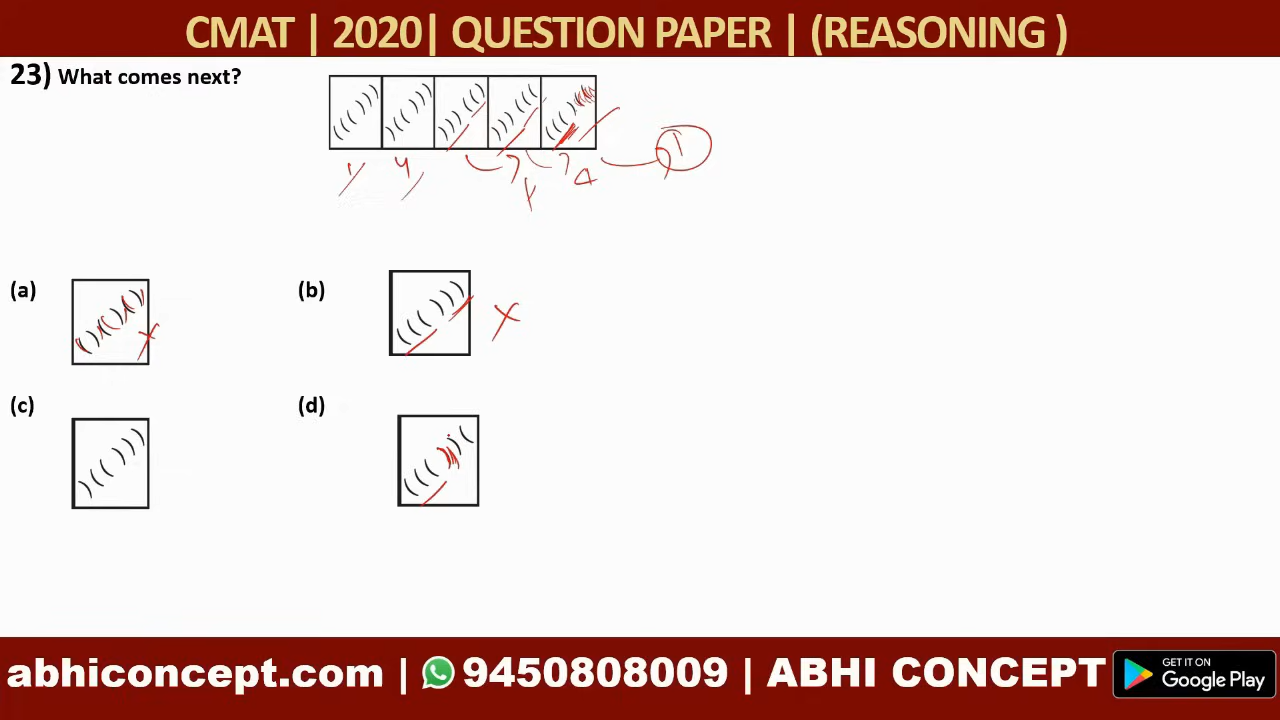 CMAT | 2020| QUESTION PAPER | (REASONING )
23) What comes next?
(a)
(b)
(c)
(d)
abhiconcept.com | 9450808009 | ABHI CONCEPT
GET IT ON
Google Play